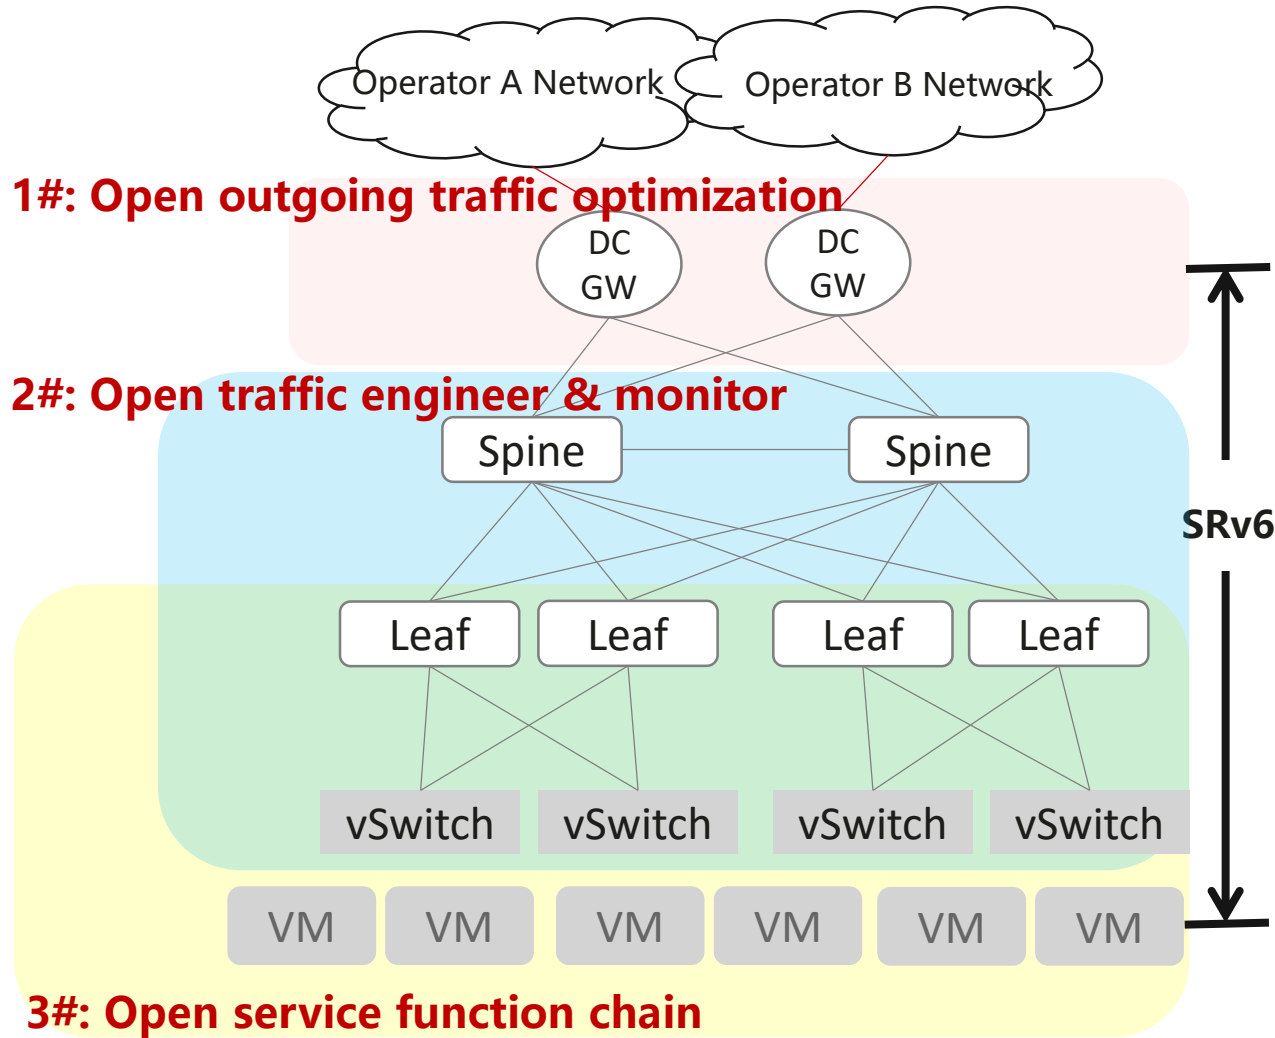 Operator A Network
Operator B Network
1#: Open outgoing traffic optimization
DC
GW
DC
GW
2#: Open traffic engineer & monitor
Spine
Spine
SRv6
Leaf
Leaf
Leaf
Leaf
vSwitch
vSwitch
vSwitch
vSwitch
VM
VM
VM
VM
VM
VM
3#: Open service function chain